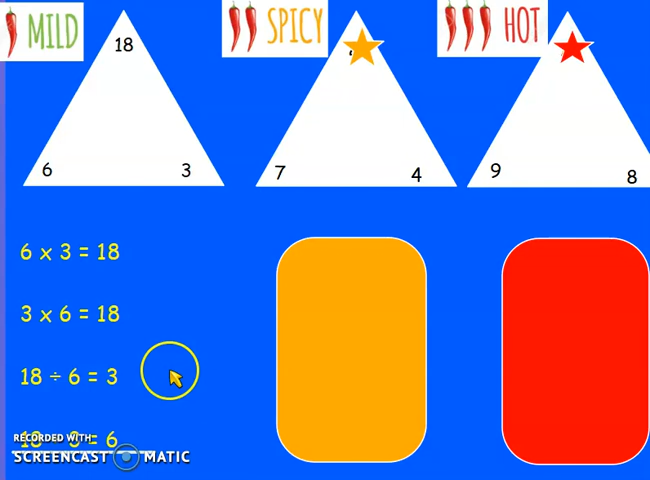 MILD
SPICY
HOT
18
6 3
7 4
9 8
6 x 3 = 18
3 x 6 = 18
18 ÷ 6 = 3
= 6
RECORDED WITH
SCREENCAST MATIC